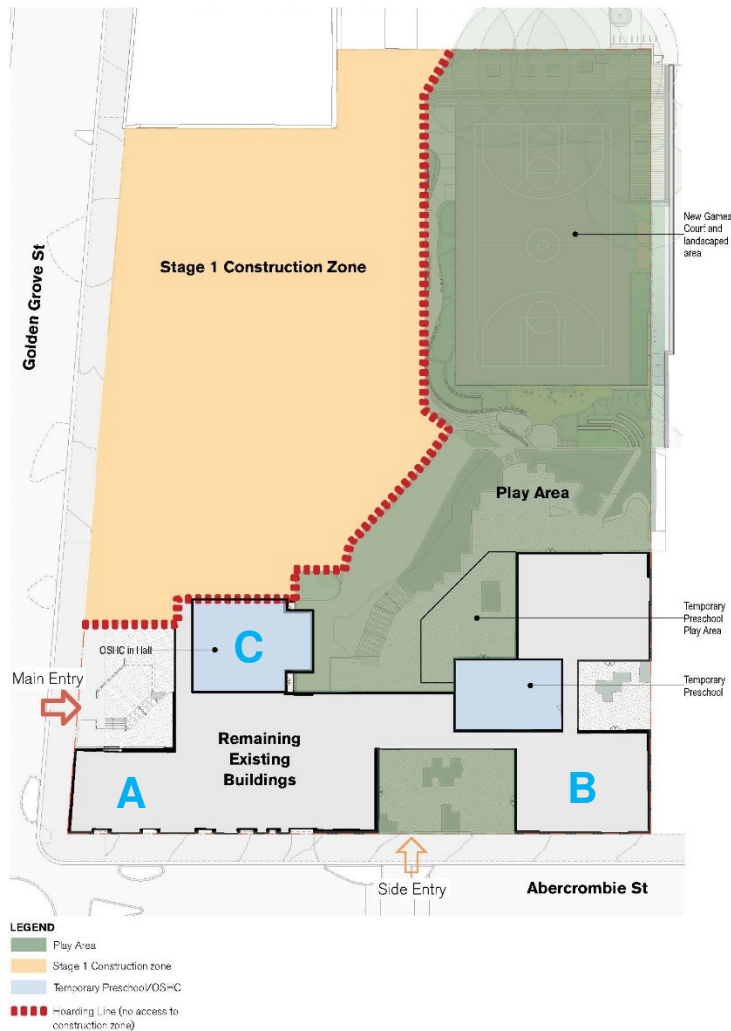 Golden Grove St
Stage 1 Construction Zone
New Games
Court and
landscaped
area
Play Area
Temporary
Preschool
Play Area
OSHC in Hall
C
Main Entry
Temporary
Preschool
Remaining
Existing
Buildings
A
B
Side Entry
Abercrombie St
LEGEND
Play Area
Stage 1 Construction zone
Temporary Preschool/OSHC
Hoarding Line (no access to
construction zone)